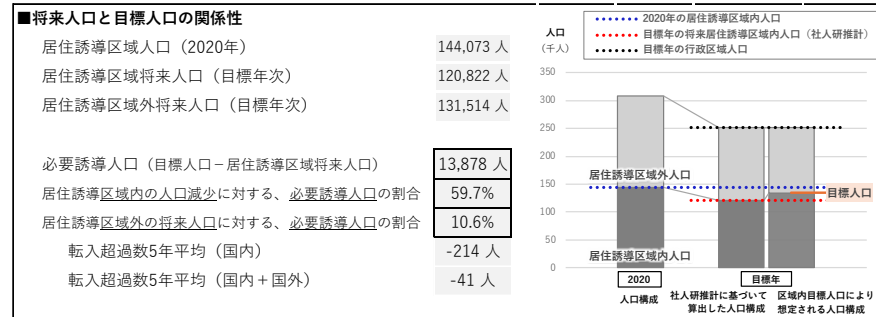 ■将来人口と目標人口の関係性
居住誘導区域人口（2020年）
144,073 人
居住誘導区域将来人口（目標年次）
120,822 人
居住誘導区域外将来人口（目標年次）
131,514 人
必要誘導人口（目標人口－居住誘導区域将来人口）
13,878 人
居住誘導区域内の人口減少に対する、必要誘導人口の割合
59.7%
居住誘導区域外の将来人口に対する、必要誘導人口の割合
10.6%
転入超過数5年平均（国内）
-214 人
転入超過数5年平均（国内＋国外）
-41 人
2020年の居住誘導区域内人口
目標年の将来居住誘導区域内人口（社人研推計）
目標年の行政区域人口
人口
（千人）
350
300
250
200
150
100
50
0
居住誘導区域外人口
目標人口
居住誘導区域内人口
2020
人口構成
目標年
社人研推計に基づいて
算出した人口構成
区域内目標人口により
想定される人口構成